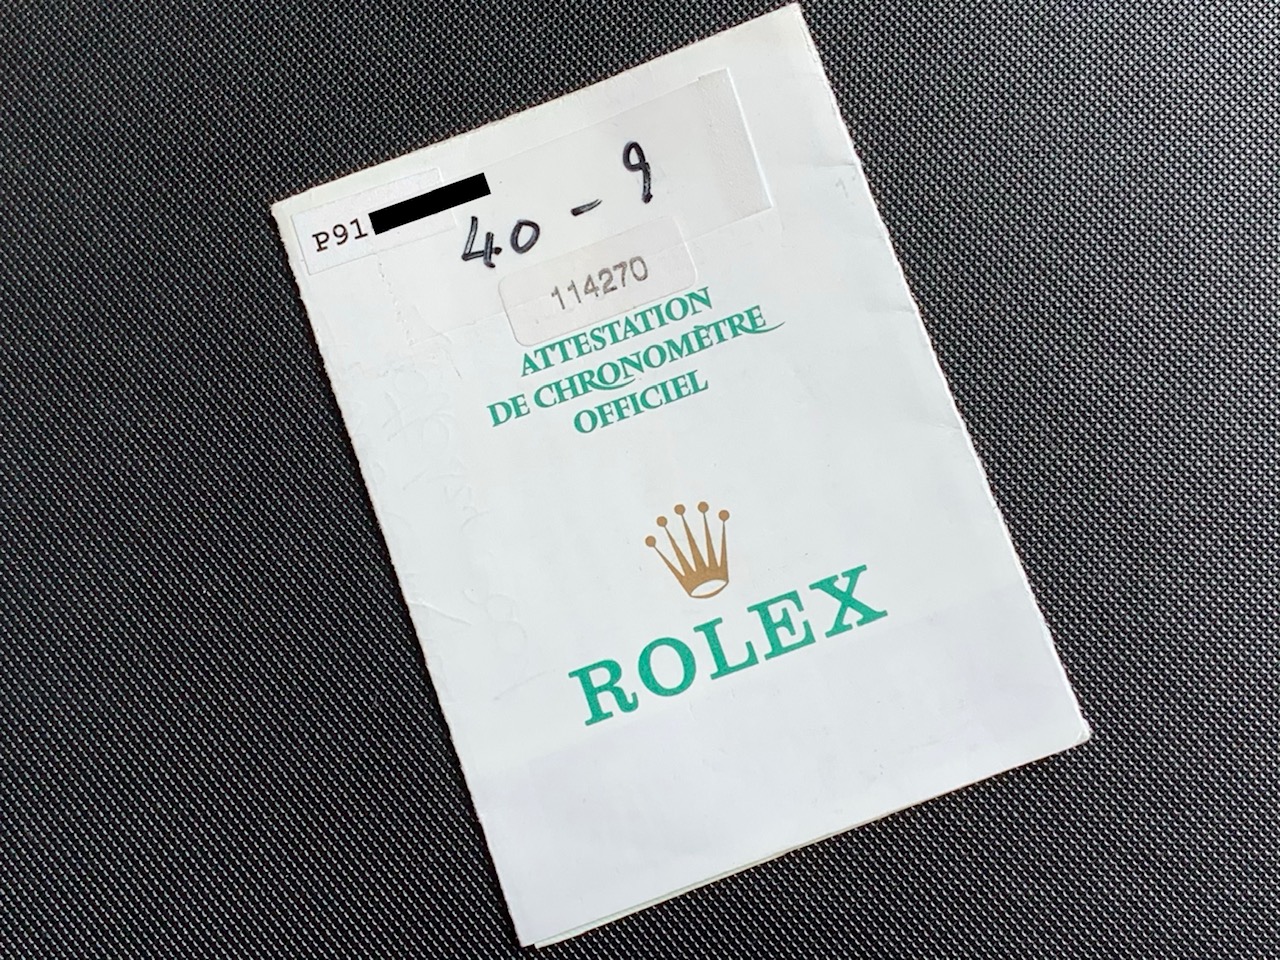 P91
40-9
114270
ATTESTATION
DE CHRONOMÈTRE
OFFICIEL
ROLEX